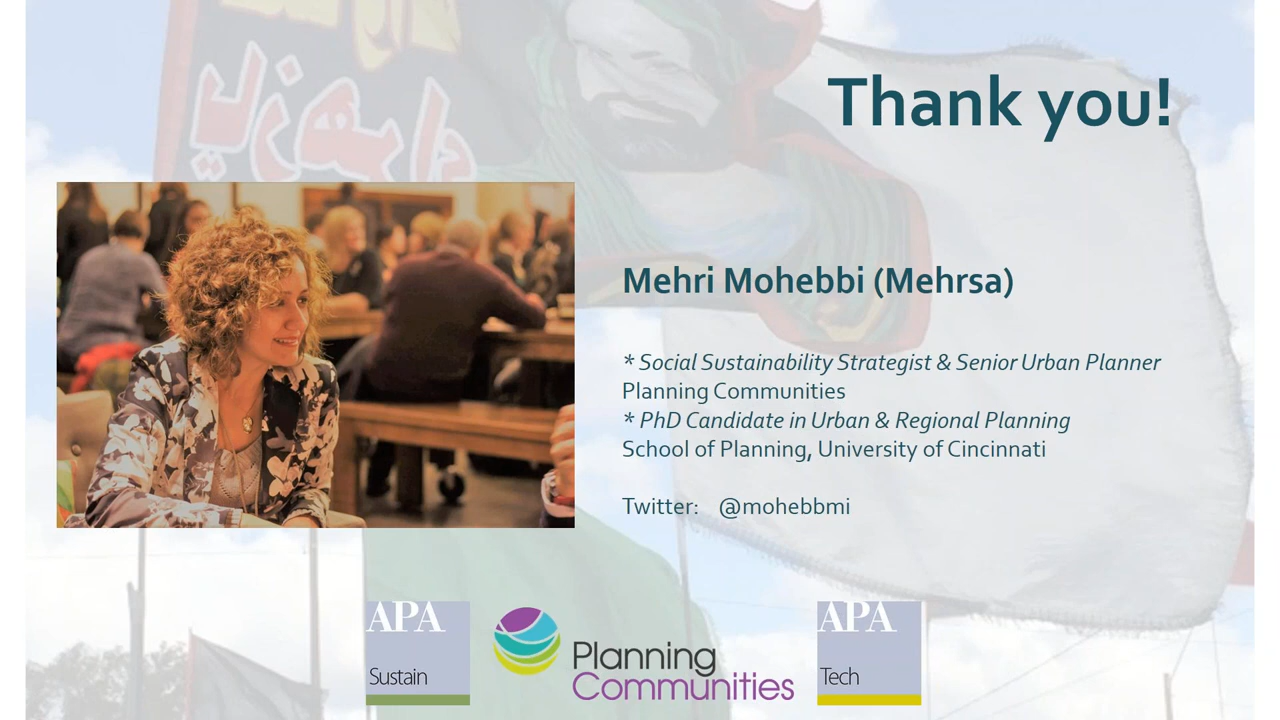 Thank you!
Mehri Mohebbi (Mehrsa)
* Social Sustainability Strategist & Senior Urban Planner
Planning Communities
* PhD Candidate in Urban & Regional Planning
School of Planning, University of Cincinnati
Twitter: @mohebbmi
APA
Sustain
Planning
Communities
APA
Tech